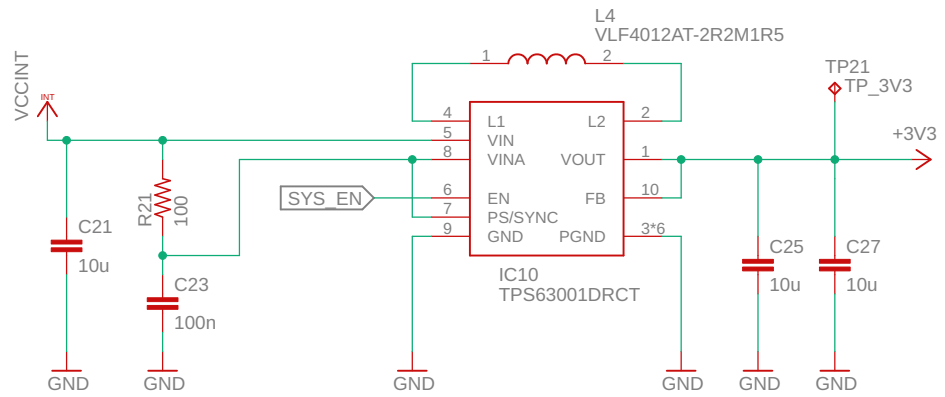 L4
VLF4012AT-2R2M1R5
1
2
VCCINT
INT
TP21
TP_3V3
+3V3
4
L1
L2
2
5
VIN
8
VINA
VOUT
1
6
EN
FB
10
SYS_EN
7
PS/SYNC
9
GND
PGND
3*6
R21
100
C21
10u
C23
100n
IC10
TPS63001DRCT
C25
10u
C27
10u
GND
GND
GND
GND
GND
GND